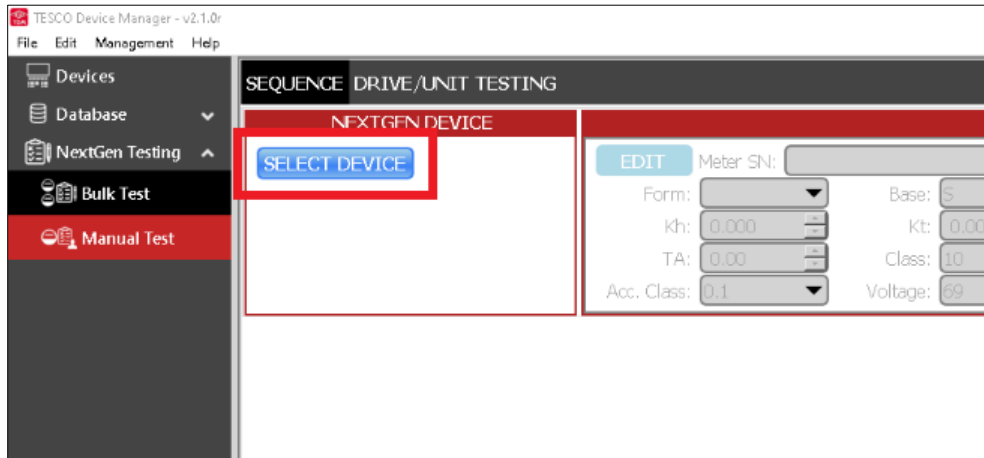 TESCO Device Manager - v2.1.0r
File Edit Management Help
Devices
Database
NextGen Testing
Bulk Test
Manual Test
SEQUENCE DRIVE/UNIT TESTING
NEXTGEN DEVICE
SELECT DEVICE
EDIT Meter SN:
Form: Base: S
Kh: 0.000 Kt: 0.00
TA: 0.00 Class: 10
Acc. Class: 0.1 Voltage: 69